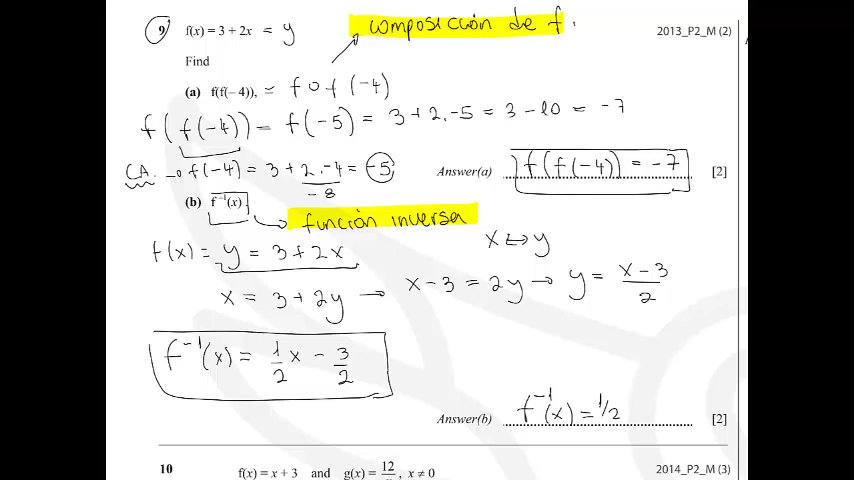 composición de f.
9 f(x) = 3 + 2x = y 2013_P2_M (2)
Find
(a) f(f(−4)), = f o f (-4)
f(f(-4)) = f(-5) = 3 + 2.-5 = 3 - 10 = -7
CA. → f(-4) = 3 + 2.-4 = -5 Answer(a) f(f(-4)) = -7 [2]
-8
(b) f⁻¹(x).
función inversa
x ↔ y
f(x) = y = 3 + 2x
x = 3 + 2y → x - 3 = 2y → y = (x-3)/2
f⁻¹(x) = 1/2 x - 3/2
Answer(b) f⁻¹(x) = 1/2 [2]
10 f(x) = x + 3 and g(x) = 12/ , x ≠ 0 2014_P2_M (3)